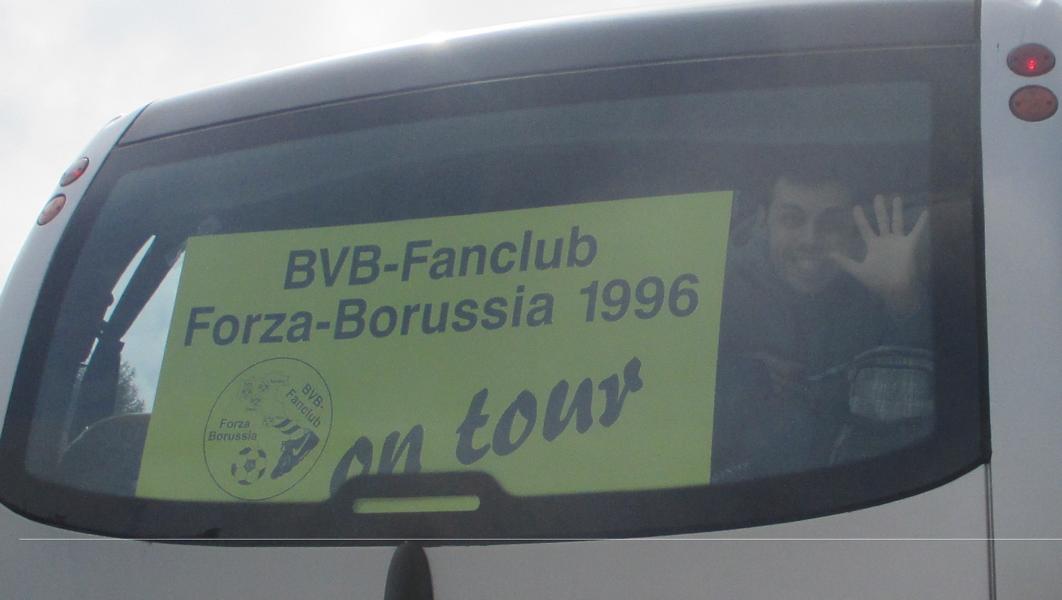 BVB-Fanclub
Forza-Borussia 1996
on tour
BVB-
Fanclub
Forza
Borussia